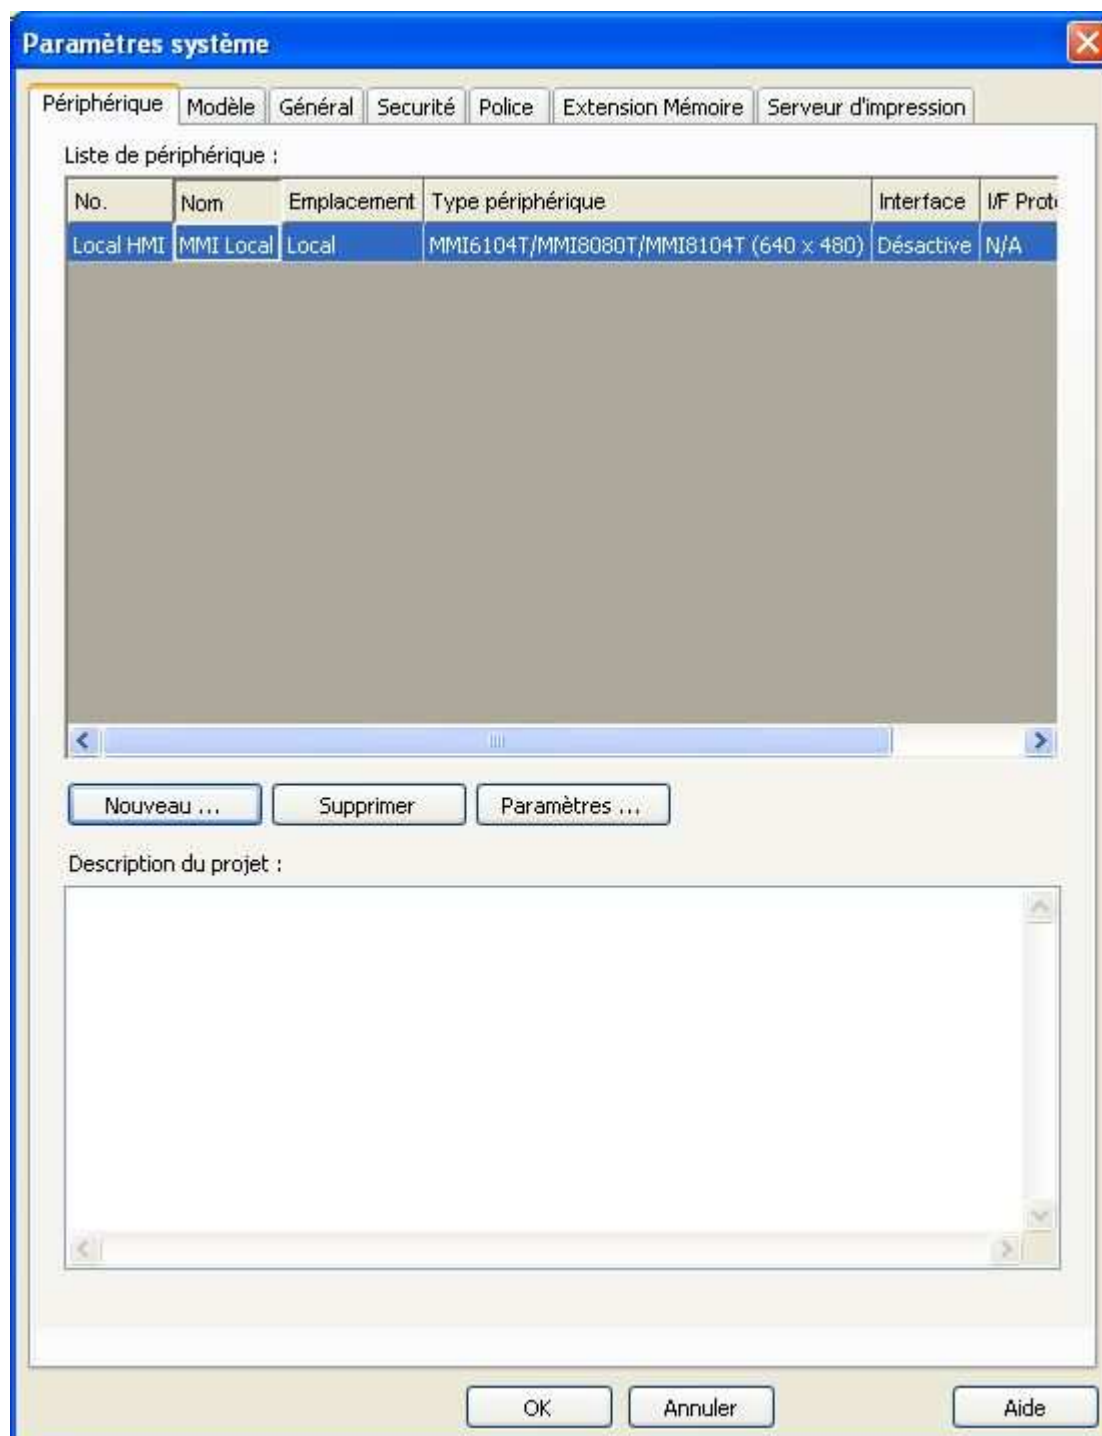 Paramètres système
Périphérique Modèle Général Securité Police Extension Mémoire Serveur d'impression
Liste de périphérique :
No. Nom Emplacement Type périphérique Interface I/F Proto
Local HMI MMI Local Local MMI6104T/MMI8080T/MMI8104T (640 x 480) Désactive N/A
Nouveau ... Supprimer Paramètres ...
Description du projet :
OK Annuler Aide